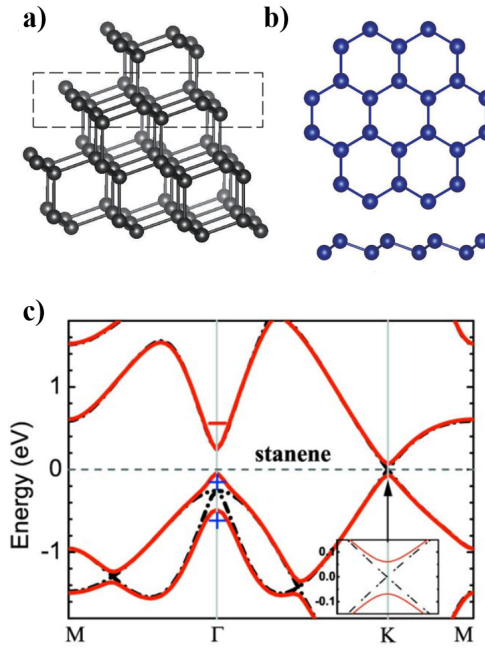 a)
b)
c)
Energy (eV)
1
0
-1
stanene
−
+
+
0.1
0.0
-0.1
M
Γ
K
M